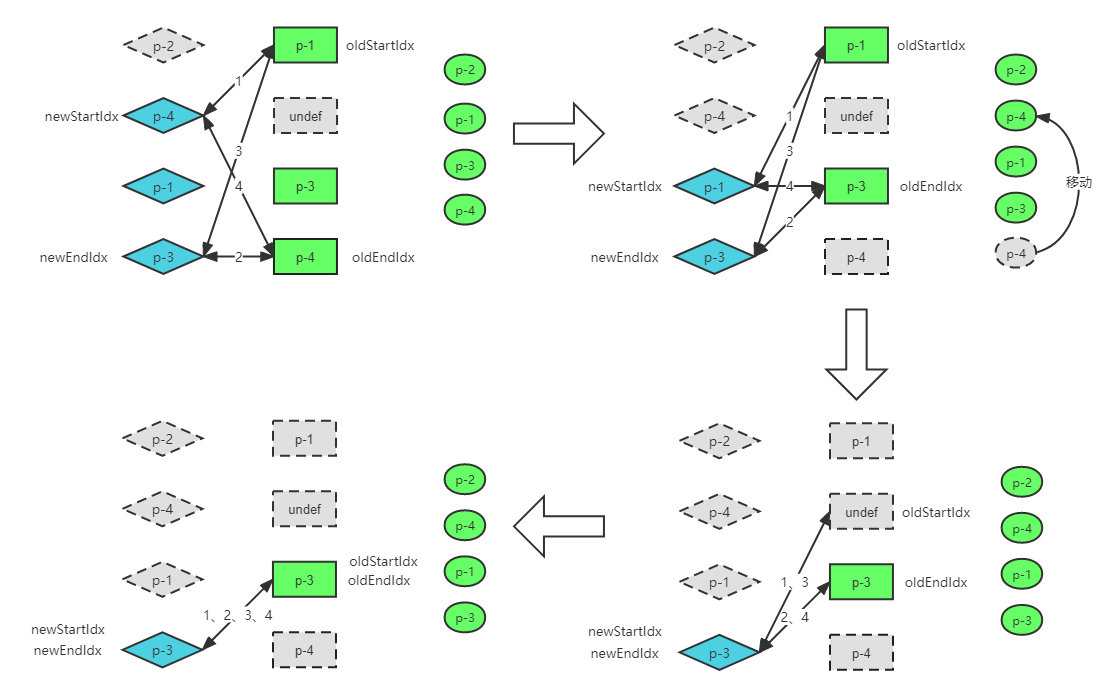 p-2
p-1
oldStartIdx
p-2
1
newStartIdx
p-4
undef
p-1
3
4
p-1
p-3
p-3
p-4
newEndIdx
p-3
2
p-4
oldEndIdx
p-2
p-1
oldStartIdx
p-2
p-4
undef
p-4
1
3
p-1
newStartIdx
p-1
4
p-3
oldEndIdx
移动
p-3
2
newEndIdx
p-3
p-4
p-4
p-2
p-1
p-2
p-4
undef
p-4
oldStartIdx
p-1
p-3
oldEndIdx
p-1
1、2、3、4
p-3
newStartIdx
newEndIdx
p-3
p-4
p-2
p-1
p-2
p-4
undef
oldStartIdx
p-4
p-1
1、3
p-3
oldEndIdx
p-1
2、4
p-3
newStartIdx
newEndIdx
p-3
p-4